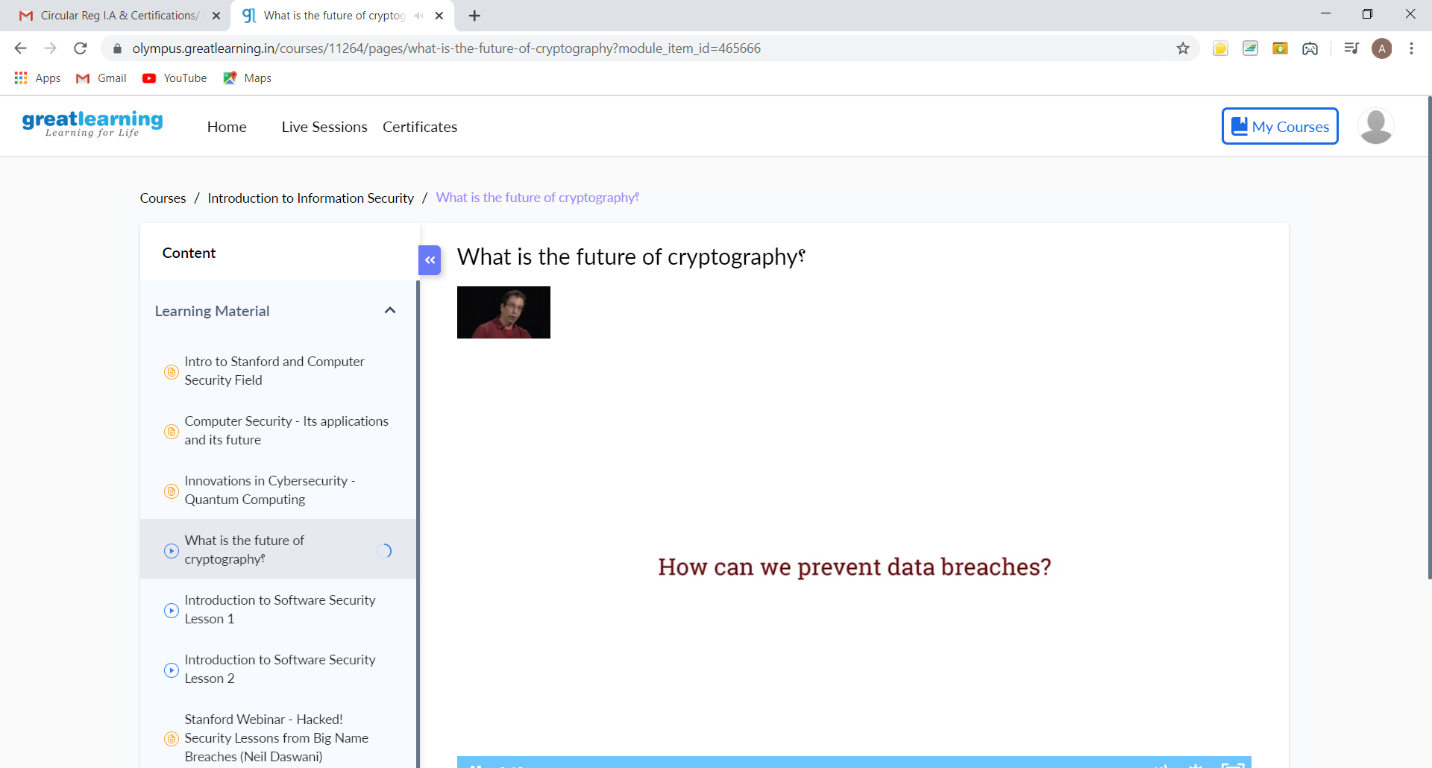 Circular Reg I.A & Certifications/
What is the future of cryptog
olympus.greatlearning.in/courses/11264/pages/what-is-the-future-of-cryptography?module_item_id=465666
A
Apps Gmail YouTube Maps
greatlearning
Learning for Life
Home Live Sessions Certificates
My Courses
Courses / Introduction to Information Security / What is the future of cryptography⸮
Content
What is the future of cryptography⸮
Learning Material
Intro to Stanford and Computer
Security Field
Computer Security - Its applications
and its future
Innovations in Cybersecurity -
Quantum Computing
What is the future of
cryptography⸮
How can we prevent data breaches?
Introduction to Software Security
Lesson 1
Introduction to Software Security
Lesson 2
Stanford Webinar - Hacked!
Security Lessons from Big Name
Breaches (Neil Daswani)